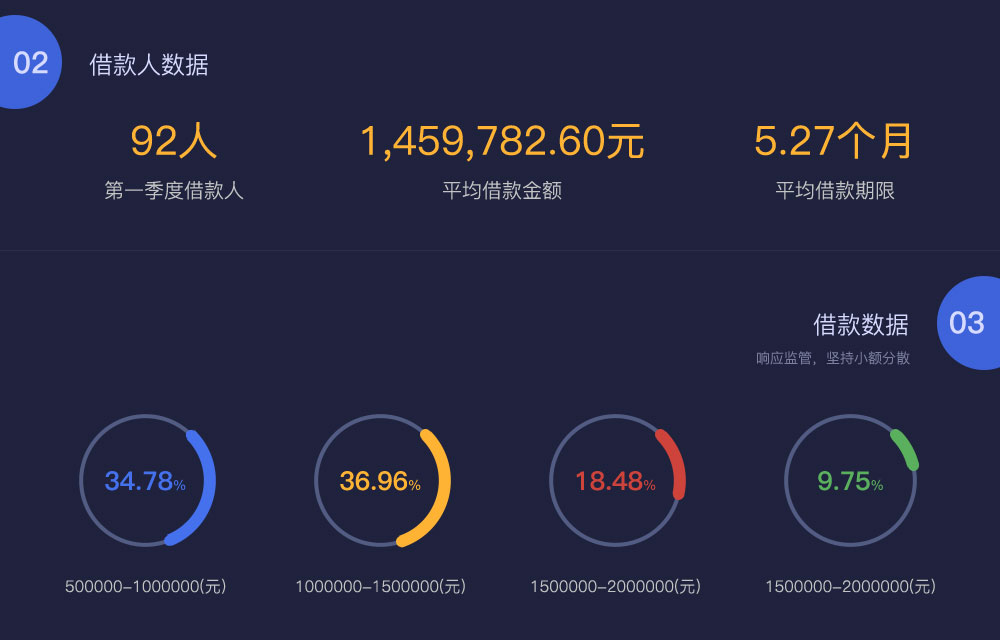 02
借款人数据
92人
1,459,782.60元
5.27个月
第一季度借款人
平均借款金额
平均借款期限
03
借款数据
响应监管，坚持小额分散
34.78%
36.96%
18.48%
9.75%
500000-1000000(元)
1000000-1500000(元)
1500000-2000000(元)
1500000-2000000(元)